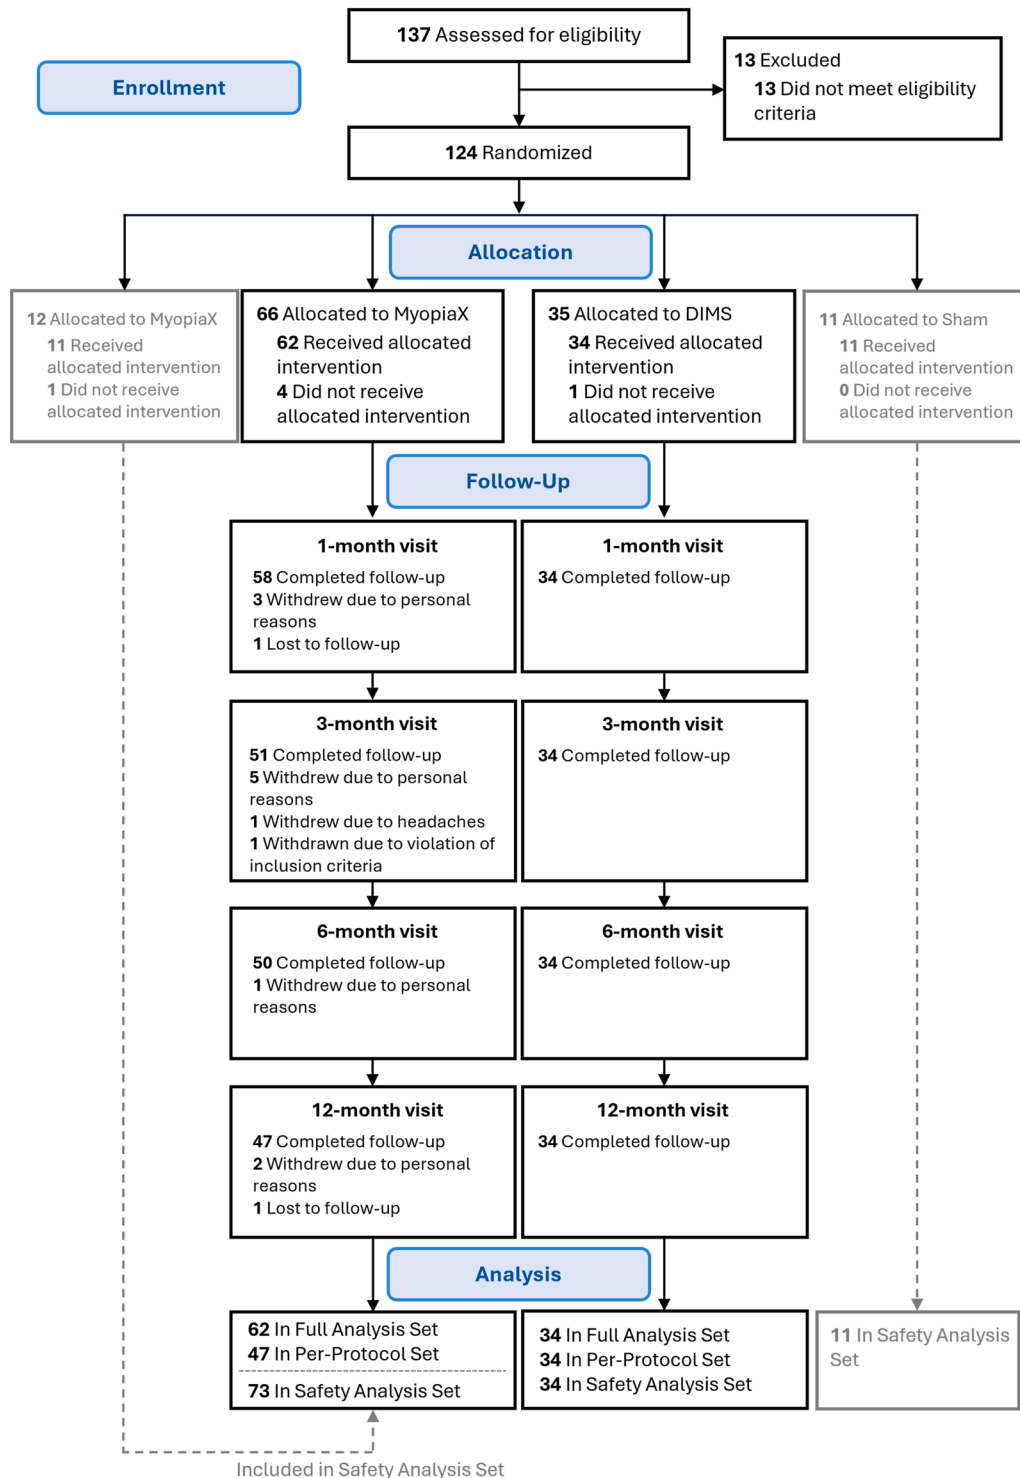 137 Assessed for eligibility
13 Excluded
13 Did not meet eligibility
criteria
Enrollment
124 Randomized
Allocation
12 Allocated to MyopiaX
11 Received
allocated intervention
1 Did not receive
allocated intervention
66 Allocated to MyopiaX
62 Received allocated
intervention
4 Did not receive
allocated intervention
35 Allocated to DIMS
34 Received allocated
intervention
1 Did not receive
allocated intervention
11 Allocated to Sham
11 Received
allocated intervention
0 Did not receive
allocated intervention
Follow-Up
1-month visit
58 Completed follow-up
3 Withdrew due to personal
reasons
1 Lost to follow-up
1-month visit
34 Completed follow-up
3-month visit
51 Completed follow-up
5 Withdrew due to personal
reasons
1 Withdrew due to headaches
1 Withdrawn due to violation of
inclusion criteria
3-month visit
34 Completed follow-up
6-month visit
50 Completed follow-up
1 Withdrew due to personal
reasons
6-month visit
34 Completed follow-up
12-month visit
47 Completed follow-up
2 Withdrew due to personal
reasons
1 Lost to follow-up
12-month visit
34 Completed follow-up
Analysis
62 In Full Analysis Set
47 In Per-Protocol Set
73 In Safety Analysis Set
34 In Full Analysis Set
34 In Per-Protocol Set
34 In Safety Analysis Set
11 In Safety Analysis
Set
Included in Safety Analysis Set